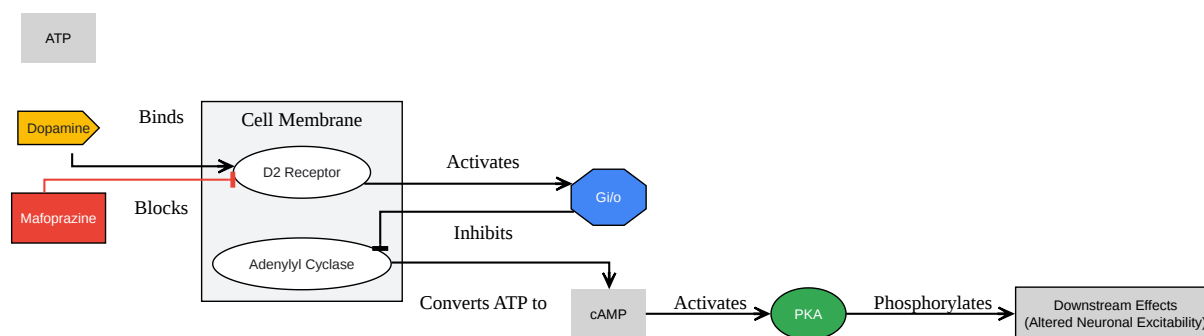 ATP
Dopamine
Binds
Cell Membrane
D2 Receptor
Activates
Mafoprazine
Blocks
Gi/o
Inhibits
Adenylyl Cyclase
Converts ATP to
cAMP
Activates
PKA
Phosphorylates
Downstream Effects
(Altered Neuronal Excitability)